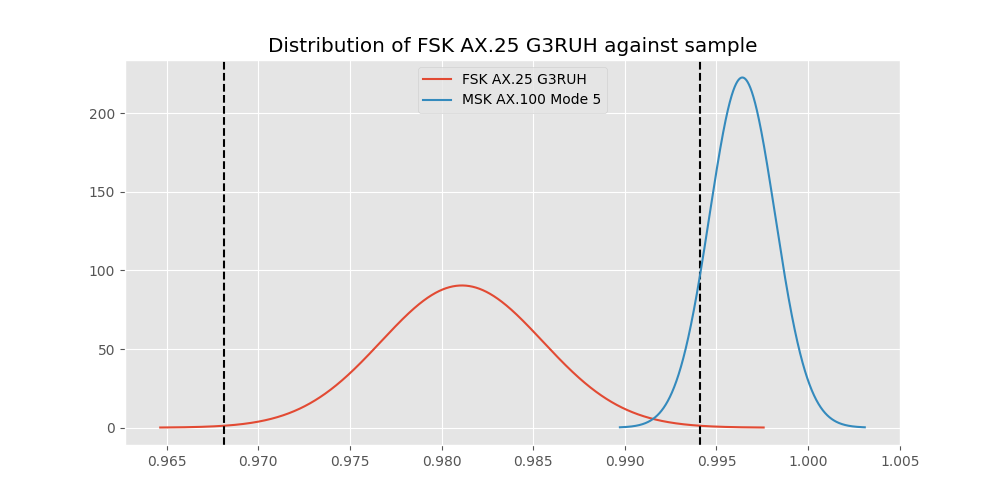 Distribution of FSK AX.25 G3RUH against sample
FSK AX.25 G3RUH
MSK AX.100 Mode 5
200
150
100
50
0
0.965 0.970 0.975 0.980 0.985 0.990 0.995 1.000 1.005